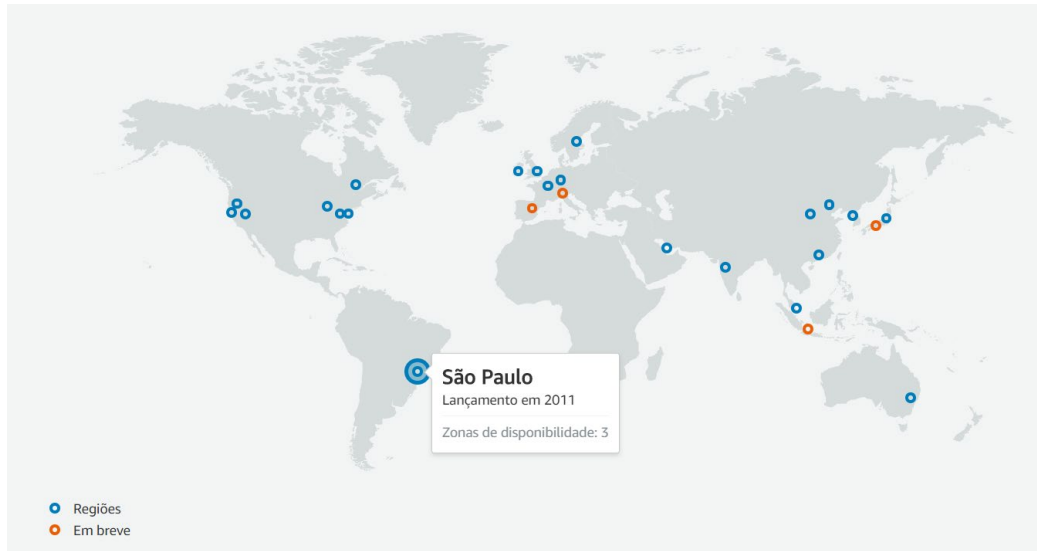 São Paulo
Lançamento em 2011
Zonas de disponibilidade: 3
Regiões
Em breve